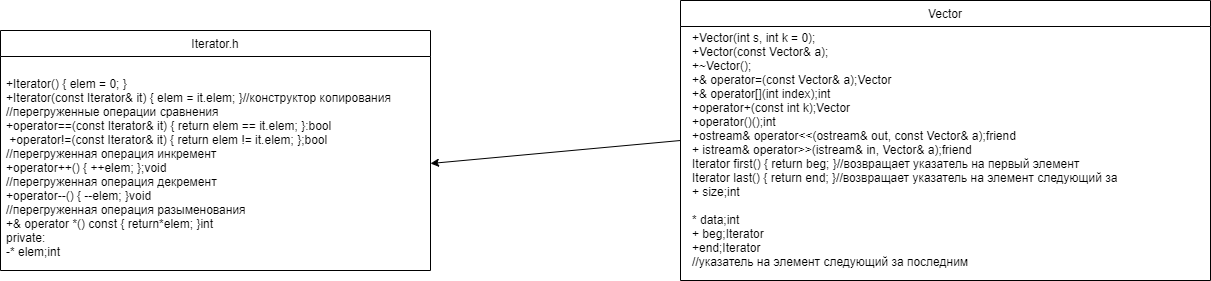 Iterator.h
+Iterator() { elem = 0; }
+Iterator(const Iterator& it) { elem = it.elem; }//конструктор копирования
//перегруженные операции сравнения
+operator==(const Iterator& it) { return elem == it.elem; }:bool
+operator!=(const Iterator& it) { return elem != it.elem; };bool
//перегруженная операция инкремент
+operator++() { ++elem; };void
//перегруженная операция декремент
+operator--() { --elem; }void
//перегруженная операция разыменования
+& operator *() const { return*elem; }int
private:
-* elem;int
Vector
+Vector(int s, int k = 0);
+Vector(const Vector& a);
+~Vector();
+& operator=(const Vector& a);Vector
+& operator[](int index);int
+operator+(const int k);Vector
+operator()();int
+ostream& operator<<(ostream& out, const Vector& a);friend
+ istream& operator>>(istream& in, Vector& a);friend
Iterator first() { return beg; }//возвращает указатель на первый элемент
Iterator last() { return end; }//возвращает указатель на элемент следующий за
+ size;int
* data;int
+ beg;Iterator
+end;Iterator
//указатель на элемент следующий за последним